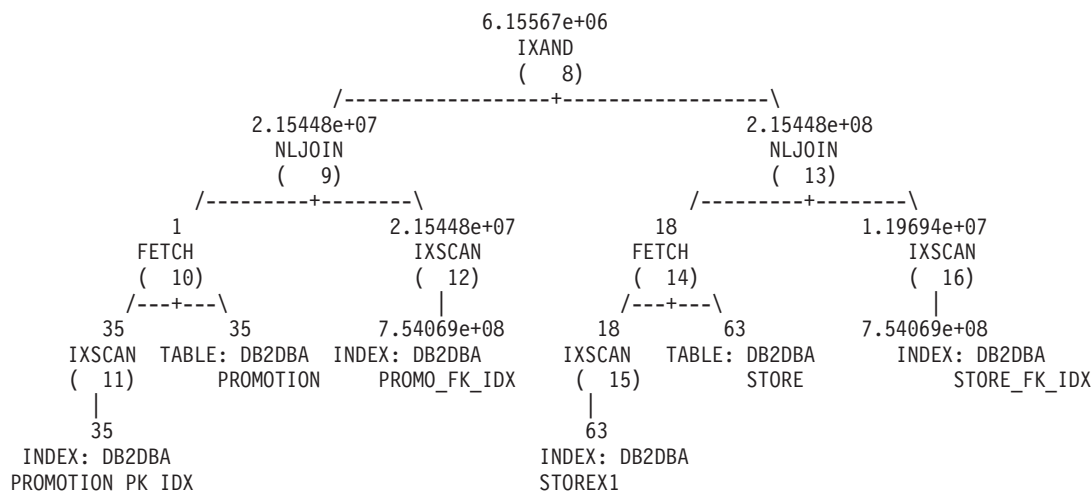 6.15567e+06
IXAND
( 8)
/------------------+------------------\
2.15448e+07 2.15448e+08
NLJOIN NLJOIN
( 9) ( 13)
/---------+--------\ /---------+--------\
1 2.15448e+07 18 1.19694e+07
FETCH IXSCAN FETCH IXSCAN
( 10) ( 12) ( 14) ( 16)
/---+---\ | /---+---\ |
35 35 7.54069e+08 18 63 7.54069e+08
IXSCAN TABLE: DB2DBA INDEX: DB2DBA IXSCAN TABLE: DB2DBA INDEX: DB2DBA
( 11) PROMOTION PROMO_FK_IDX ( 15) STORE STORE_FK_IDX
| |
35 63
INDEX: DB2DBA INDEX: DB2DBA
PROMOTION PK IDX STOREX1